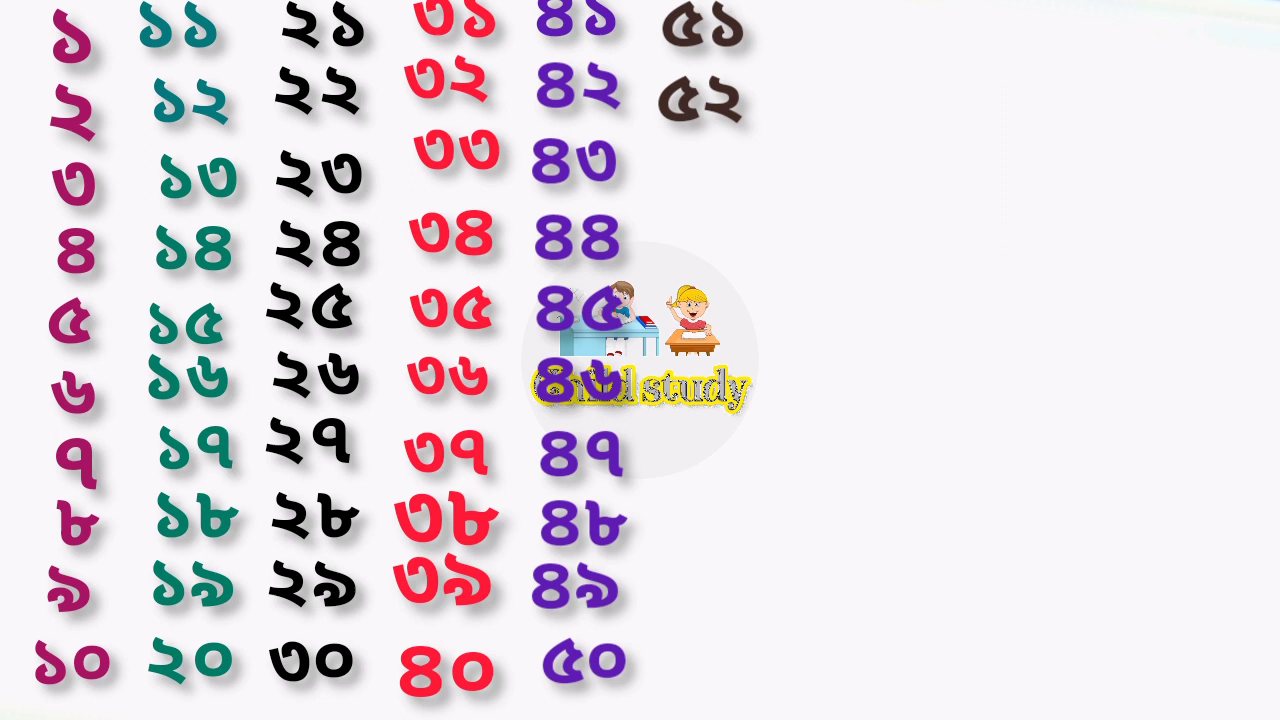 ১ ১১ ২১ ৩১ ৪১ ৫১
২ ১২ ২২ ৩২ ৪২ ৫২
৩ ১৩ ২৩ ৩৩ ৪৩
৪ ১৪ ২৪ ৩৪ ৪৪
৫ ১৫ ২৫ ৩৫ ৪৫
৬ ১৬ ২৬ ৩৬ ৪৬
Child study
৭ ১৭ ২৭ ৩৭ ৪৭
৮ ১৮ ২৮ ৩৮ ৪৮
৯ ১৯ ২৯ ৩৯ ৪৯
১০ ২০ ৩০ ৪০ ৫০